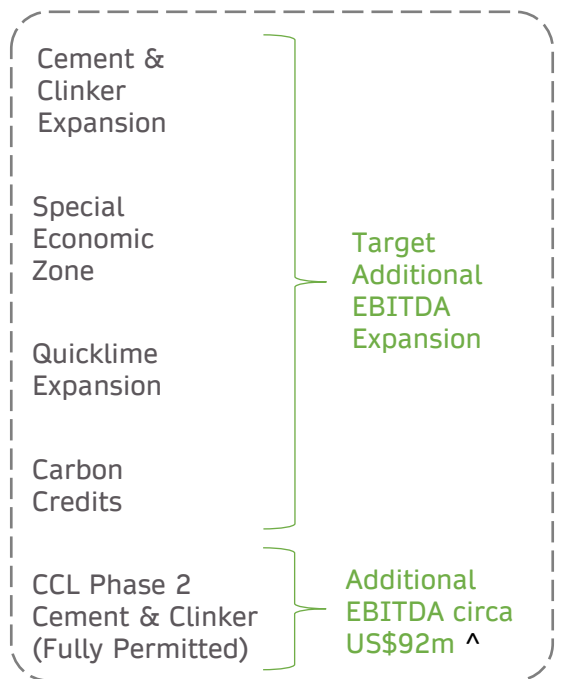 Cement &
Clinker
Expansion
Special
Economic
Zone
Quicklime
Expansion
Carbon
Credits
Target
Additional
EBITDA
Expansion
CCL Phase 2
Cement & Clinker
(Fully Permitted)
Additional
EBITDA circa
US$92m ^